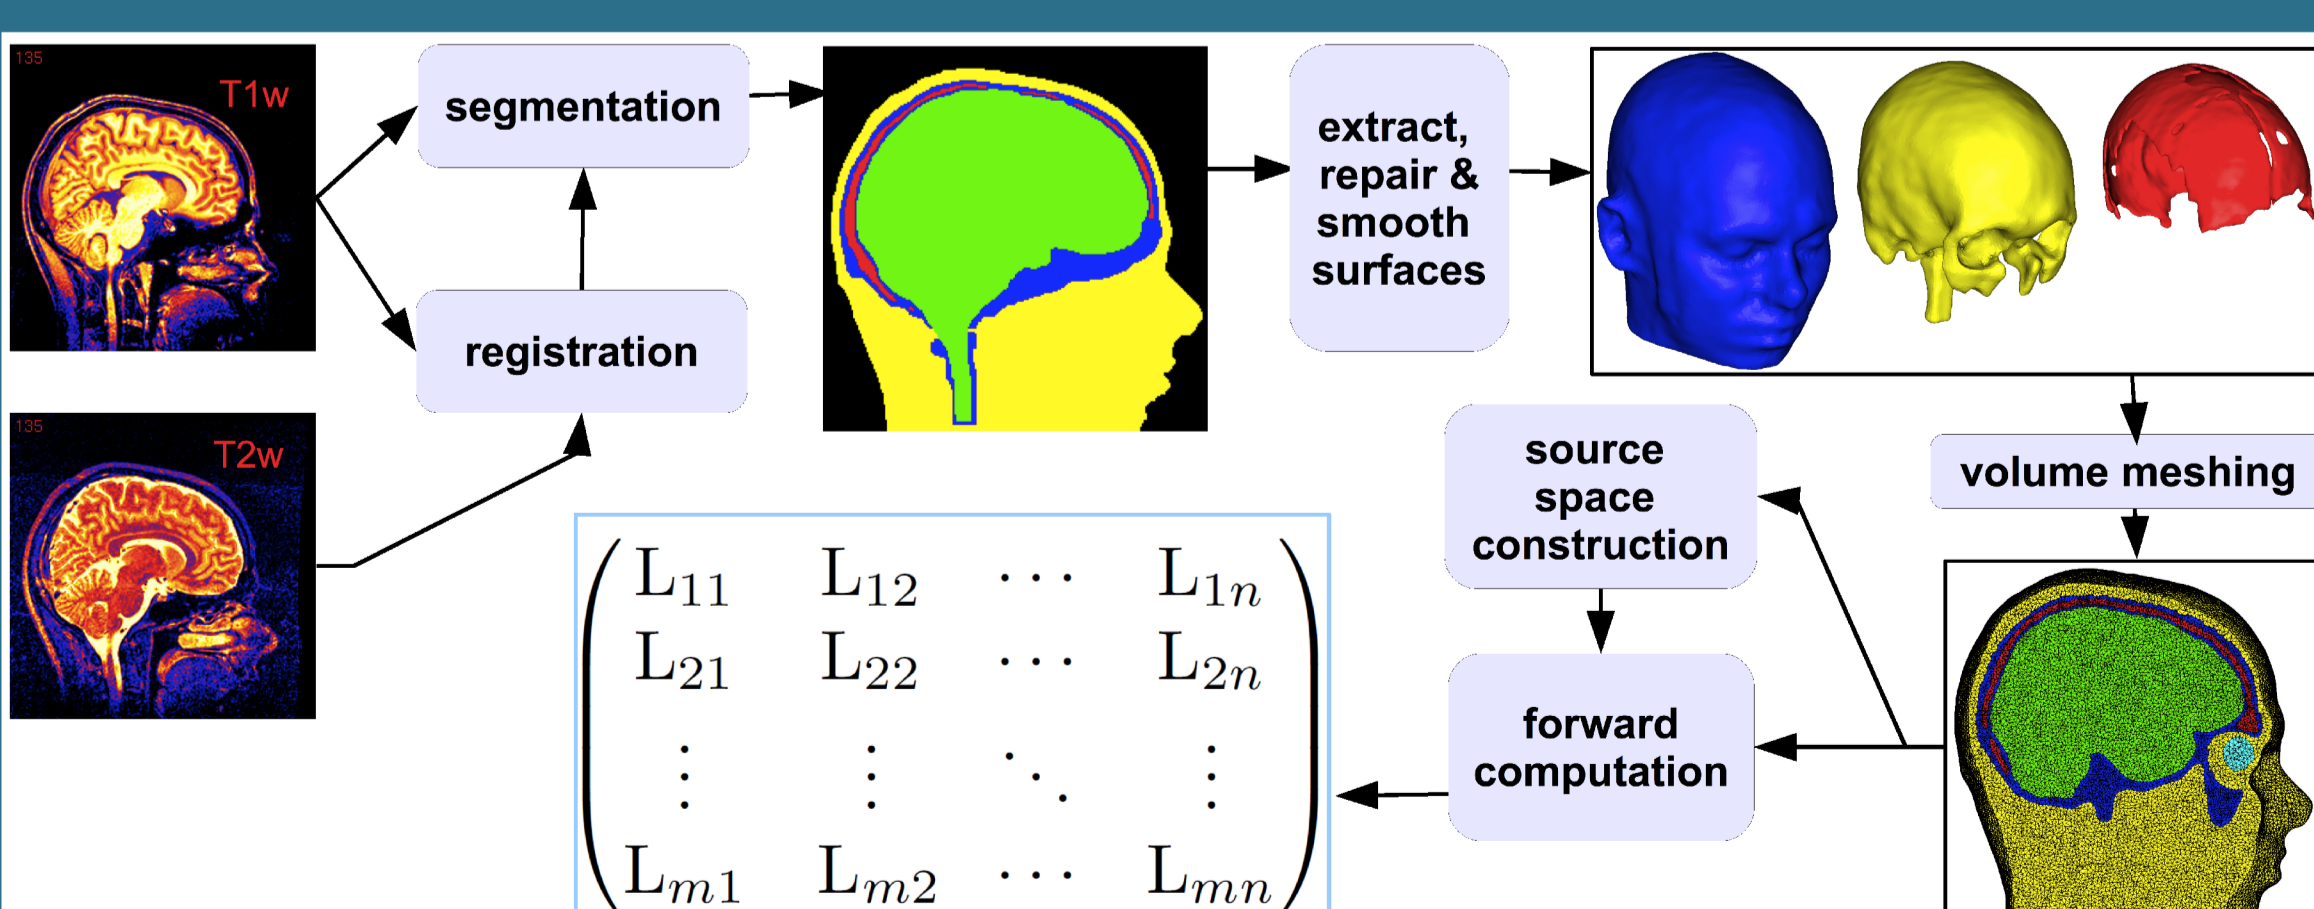 135
T1w
segmentation
registration
135
T2w
extract,
repair &
smooth
surfaces
volume meshing
source
space
construction
forward
computation
L11 L12 ··· L1n
L21 L22 ··· L2n
⋮ ⋮ ⋱ ⋮
Lm1 Lm2 ··· Lmn